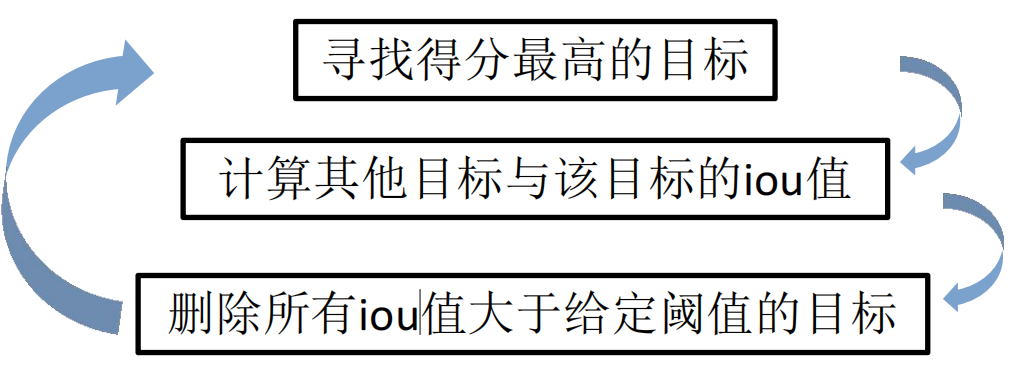 寻找得分最高的目标
计算其他目标与该目标的iou值
删除所有iou值大于给定阈值的目标